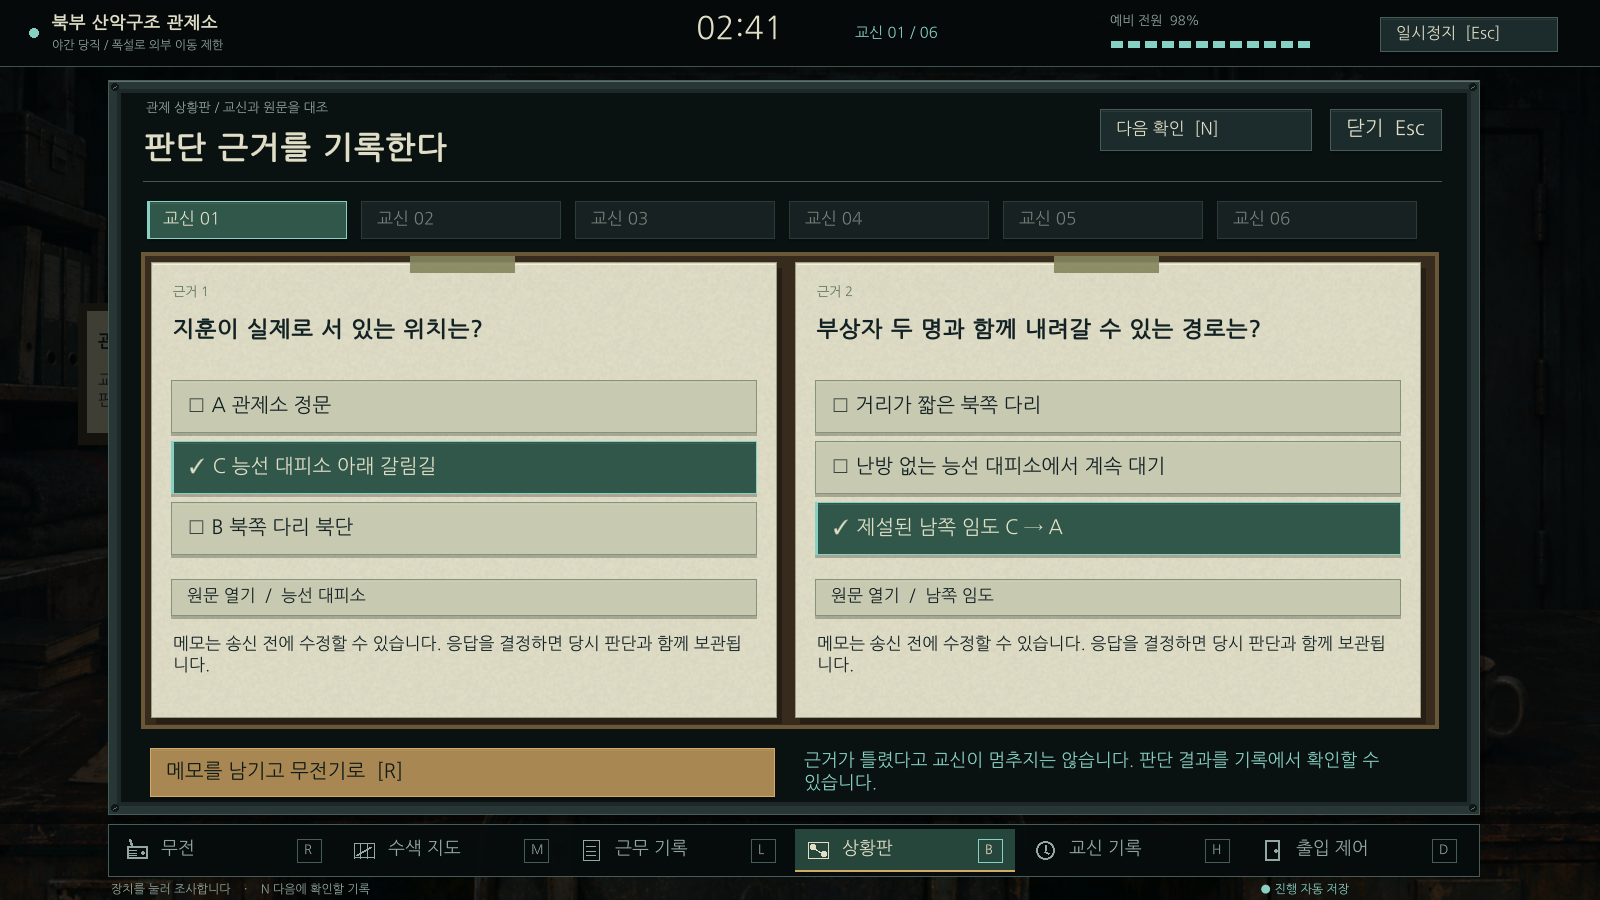 북부 산악구조 관제소
야간 당직 / 폭설로 외부 이동 제한
02:41
교신 01 / 06
예비 전원 98%
일시정지 [Esc]
관제 상황판 / 교신과 원문을 대조
판단 근거를 기록한다
다음 확인 [N]
닫기 Esc
교신 01
교신 02
교신 03
교신 04
교신 05
교신 06
근거 1
지훈이 실제로 서 있는 위치는?
□ A 관제소 정문
✓ C 능선 대피소 아래 갈림길
□ B 북쪽 다리 북단
원문 열기 / 능선 대피소
메모는 송신 전에 수정할 수 있습니다. 응답을 결정하면 당시 판단과 함께 보관됩
니다.
근거 2
부상자 두 명과 함께 내려갈 수 있는 경로는?
□ 거리가 짧은 북쪽 다리
□ 난방 없는 능선 대피소에서 계속 대기
✓ 제설된 남쪽 임도 C → A
원문 열기 / 남쪽 임도
메모는 송신 전에 수정할 수 있습니다. 응답을 결정하면 당시 판단과 함께 보관됩
니다.
메모를 남기고 무전기로 [R]
근거가 틀렸다고 교신이 멈추지는 않습니다. 판단 결과를 기록에서 확인할 수
있습니다.
무전 R
수색 지도 M
근무 기록 L
상황판 B
교신 기록 H
출입 제어 D
장치를 눌러 조사합니다 · N 다음에 확인할 기록
진행 자동 저장